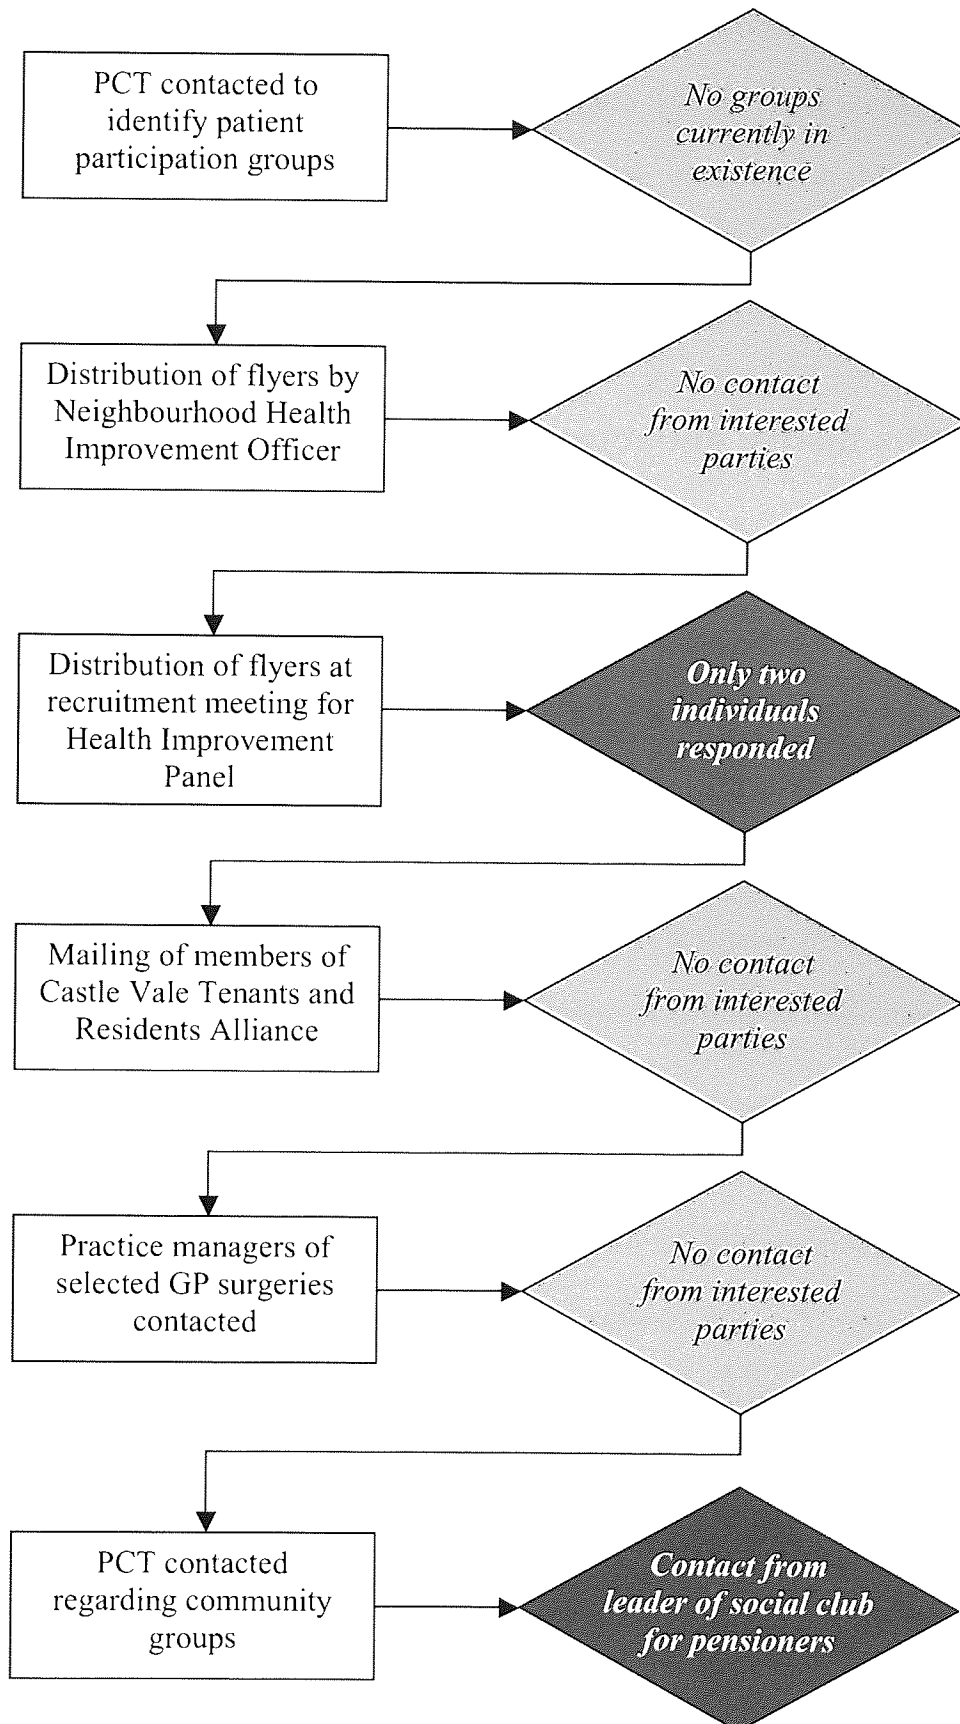 PCT contacted to
identify patient
participation groups
No groups
currently in
existence
Distribution of flyers by
Neighbourhood Health
Improvement Officer
No contact
from interested
parties
Distribution of flyers at
recruitment meeting for
Health Improvement
Panel
Only two
individuals
responded
Mailing of members of
Castle Vale Tenants and
Residents Alliance
No contact
from interested
parties
Practice managers of
selected GP surgeries
contacted
No contact
from interested
parties
PCT contacted
regarding community
groups
Contact from
leader of social club
for pensioners